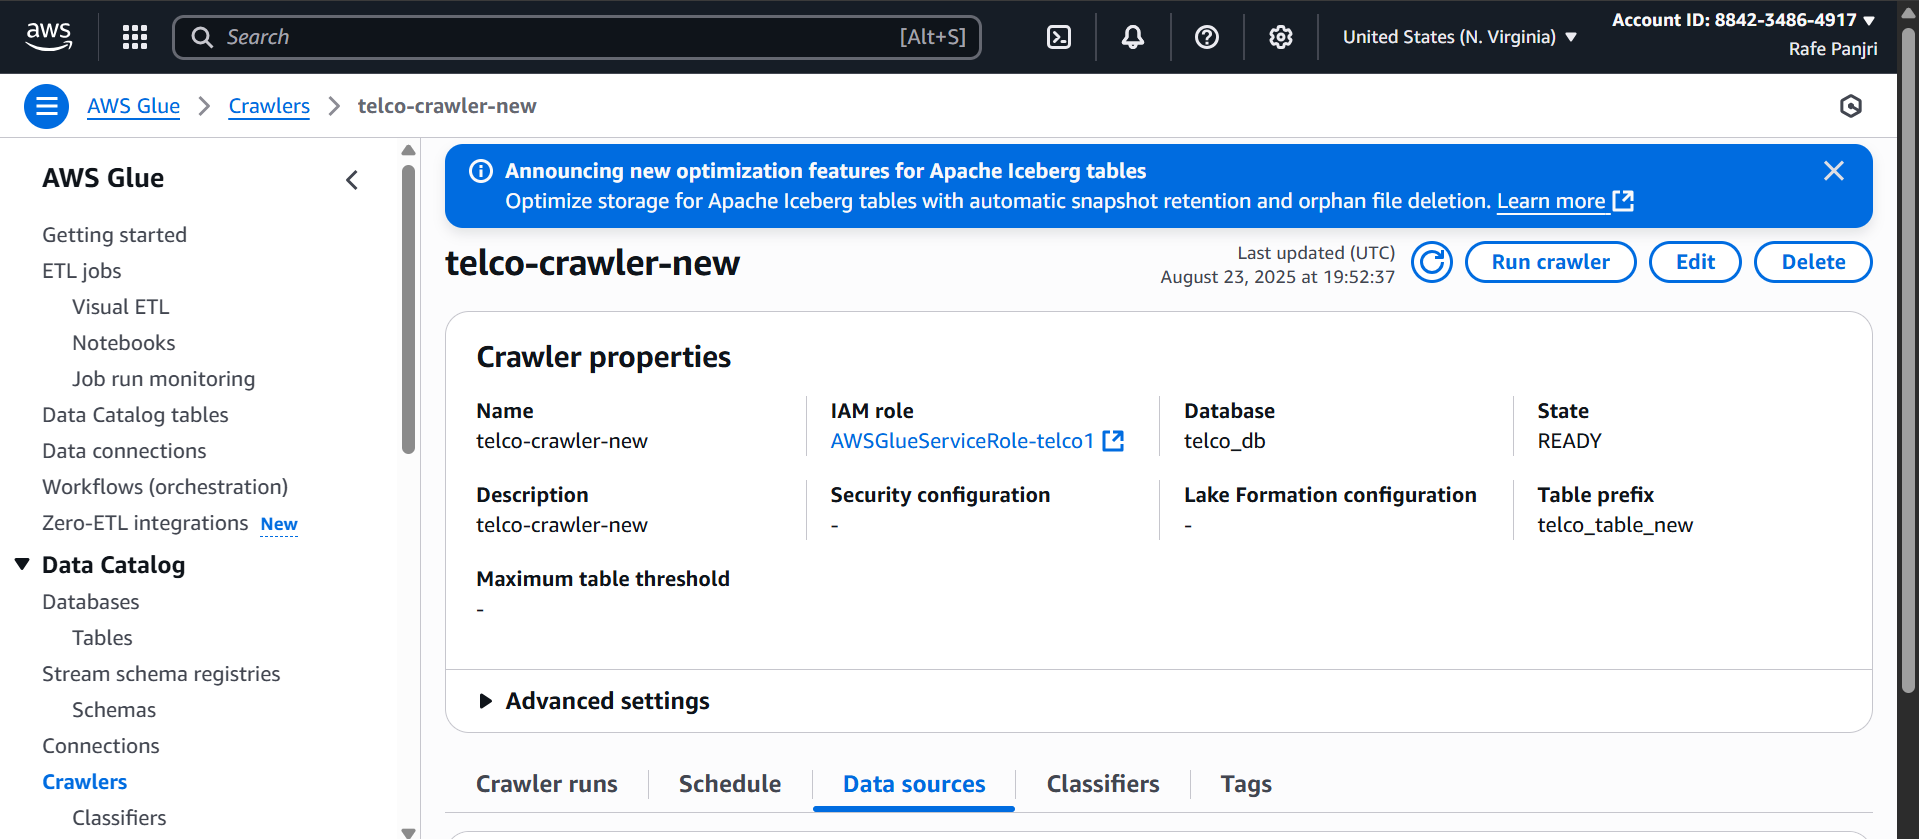 aws
Search [Alt+S]
United States (N. Virginia)
Account ID: 8842-3486-4917
Rafe Panjri
AWS Glue
Crawlers
telco-crawler-new
AWS Glue
Getting started
ETL jobs
Visual ETL
Notebooks
Job run monitoring
Data Catalog tables
Data connections
Workflows (orchestration)
Zero-ETL integrations New
Data Catalog
Databases
Tables
Stream schema registries
Schemas
Connections
Crawlers
Classifiers
Announcing new optimization features for Apache Iceberg tables
Optimize storage for Apache Iceberg tables with automatic snapshot retention and orphan file deletion. Learn more
telco-crawler-new
Last updated (UTC)
August 23, 2025 at 19:52:37
Run crawler
Edit
Delete
Crawler properties
Name
telco-crawler-new
IAM role
AWSGlueServiceRole-telco1
Database
telco_db
State
READY
Description
telco-crawler-new
Security configuration
-
Lake Formation configuration
-
Table prefix
telco_table_new
Maximum table threshold
-
Advanced settings
Crawler runs
Schedule
Data sources
Classifiers
Tags